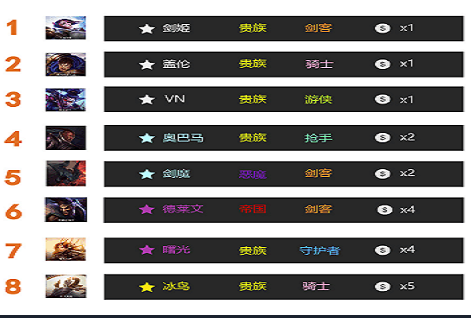 1 剑姬 贵族 剑客 S x1
2 盖伦 贵族 骑士 S x1
3 VN 贵族 游侠 S x1
4 奥巴马 贵族 抢手 S x2
5 剑魔 恶魔 剑客 S x2
6 德莱文 帝国 剑客 S x4
7 曙光 贵族 守护者 S x4
8 冰鸟 贵族 骑士 S x5